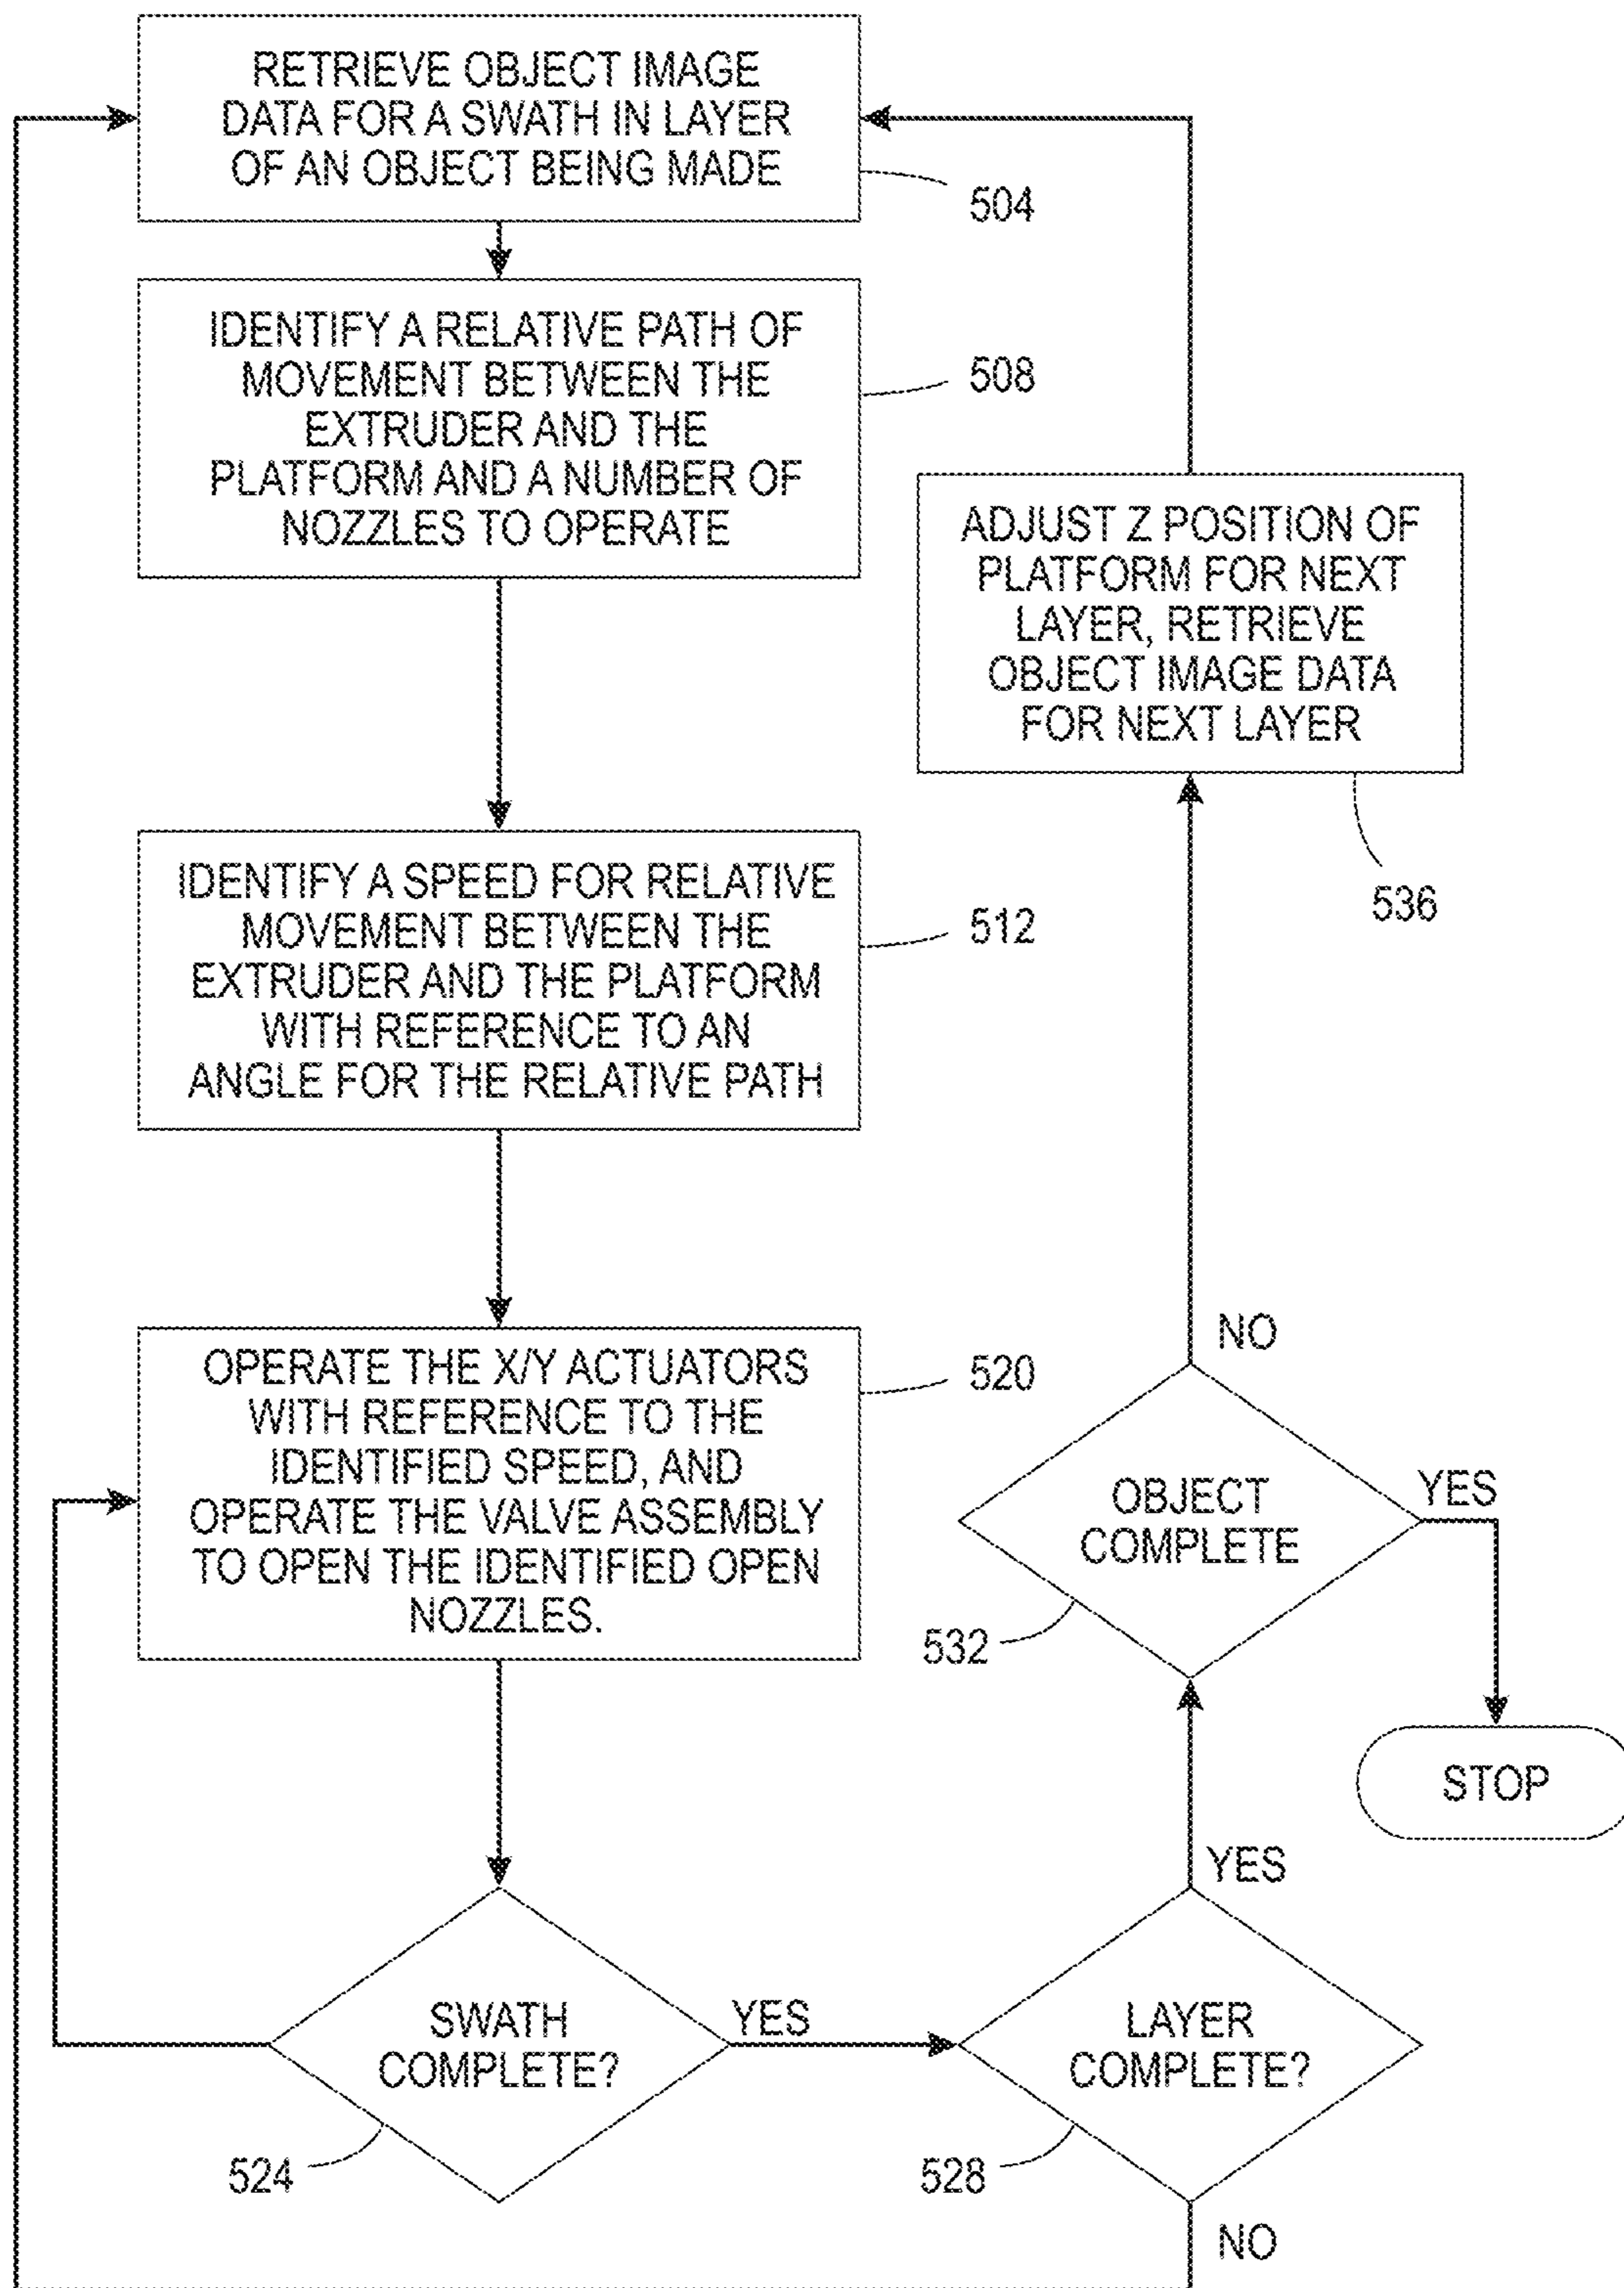 RETRIEVE OBJECT IMAGE
DATA FOR A SWATH IN LAYER
OF AN OBJECT BEING MADE
504
IDENTIFY A RELATIVE PATH OF
MOVEMENT BETWEEN THE
EXTRUDER AND THE
PLATFORM AND A NUMBER OF
NOZZLES TO OPERATE
508
IDENTIFY A SPEED FOR RELATIVE
MOVEMENT BETWEEN THE
EXTRUDER AND THE PLATFORM
WITH REFERENCE TO AN
ANGLE FOR THE RELATIVE PATH
512
OPERATE THE X/Y ACTUATORS
WITH REFERENCE TO THE
IDENTIFIED SPEED, AND
OPERATE THE VALVE ASSEMBLY
TO OPEN THE IDENTIFIED OPEN
NOZZLES.
520
SWATH
COMPLETE?
524
YES
LAYER
COMPLETE?
528
NO
YES
OBJECT
COMPLETE
532
YES
STOP
NO
ADJUST Z POSITION OF
PLATFORM FOR NEXT
LAYER, RETRIEVE
OBJECT IMAGE DATA
FOR NEXT LAYER
536